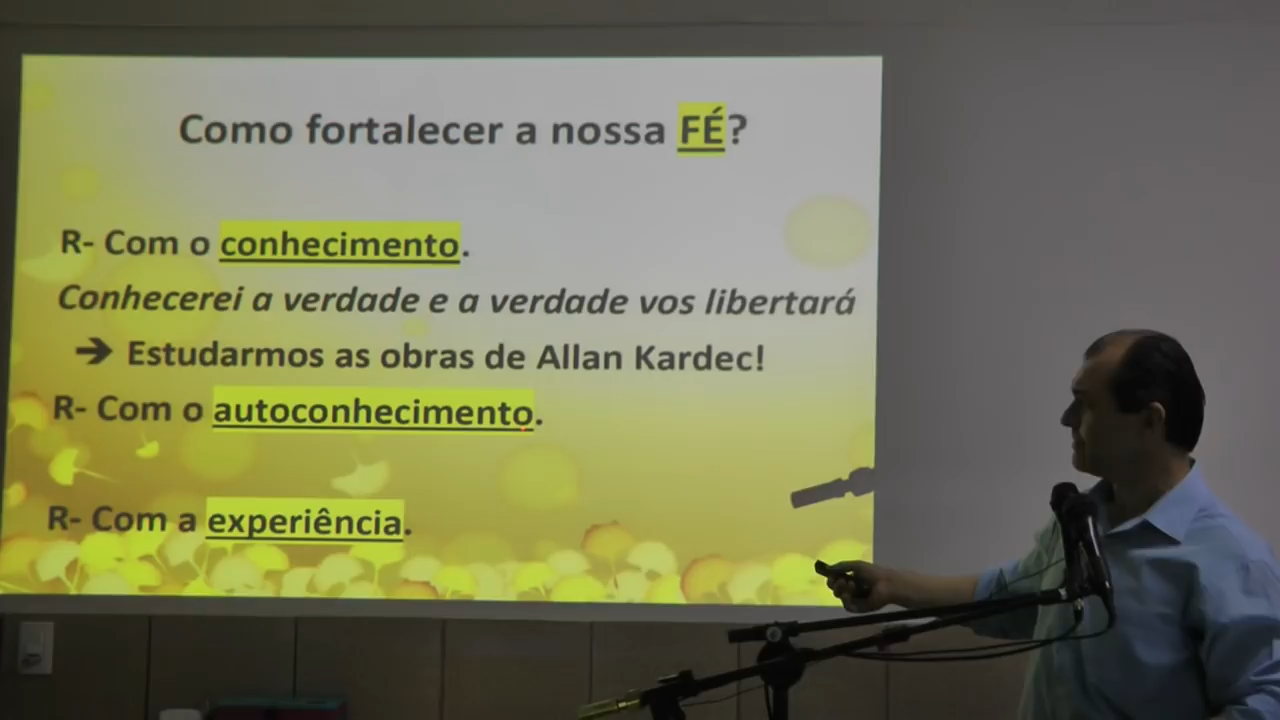 Como fortalecer a nossa FÉ?
R- Com o conhecimento.
Conhecerei a verdade e a verdade vos libertará
➔ Estudarmos as obras de Allan Kardec!
R- Com o autoconhecimento.
R- Com a experiência.